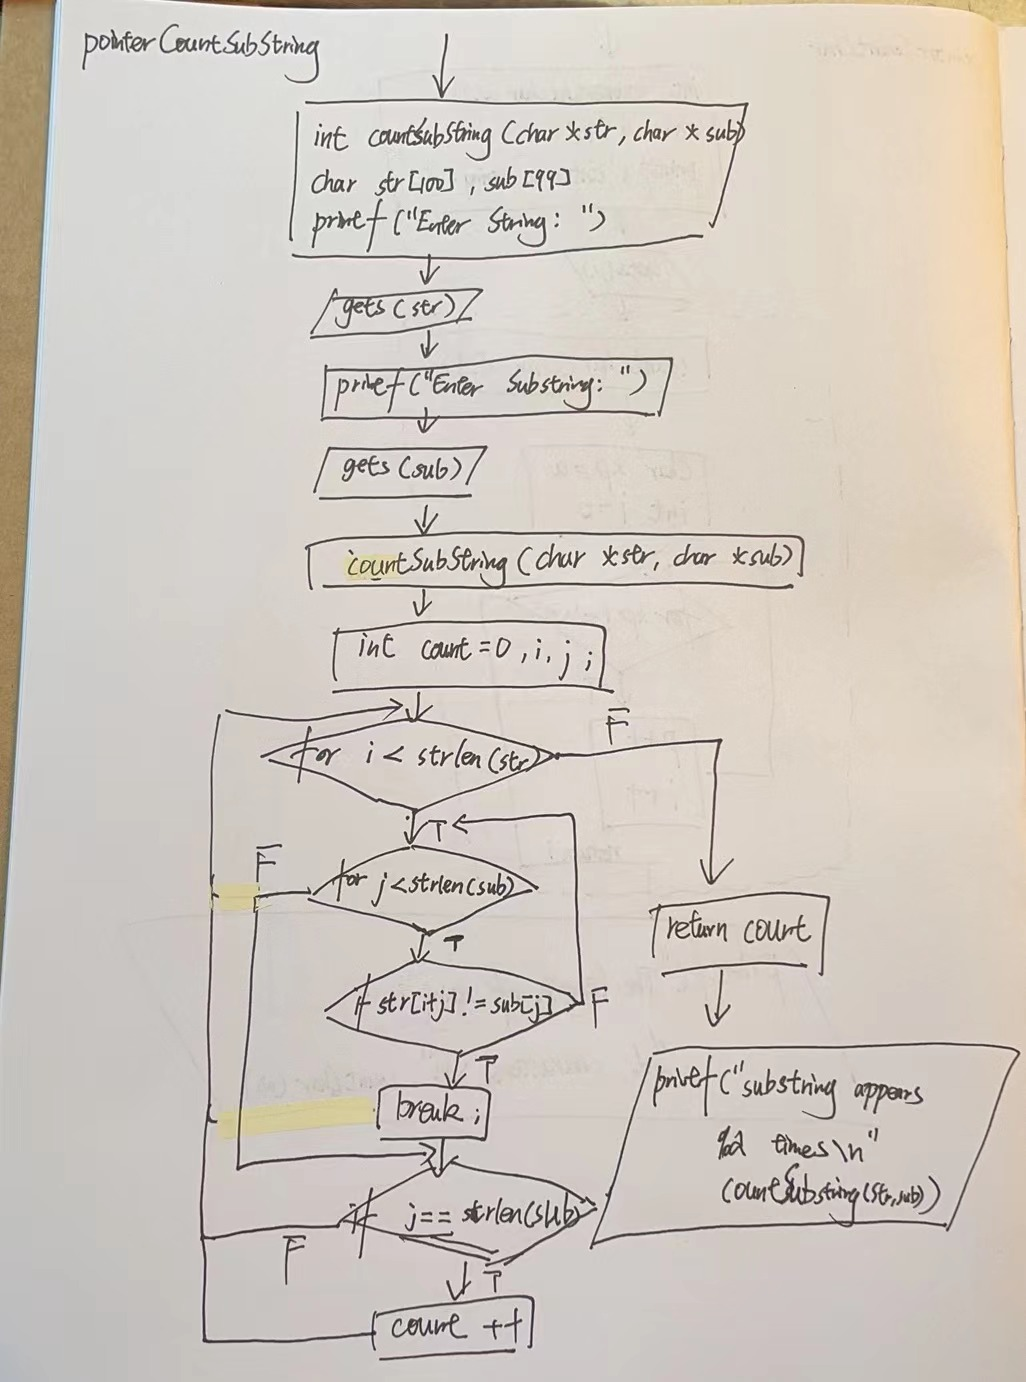 pointerCountSubString
int countSubString (char *str, char * sub)
char str[100] , sub[99]
printf ("Enter String: ")
gets (str)
printf ("Enter Substring: ")
gets (sub)
countSubString (char *str, char *sub)
int count =0 , i, j ;
for i < strlen (str)
F
T
for j <strlen(sub)
F
T
return count
if str[i+j] != sub[j]
F
T
break ;
printf ("substring appears
%d times\n"
countSubstring(str,sub))
if j== strlen(sub)
F
T
count ++